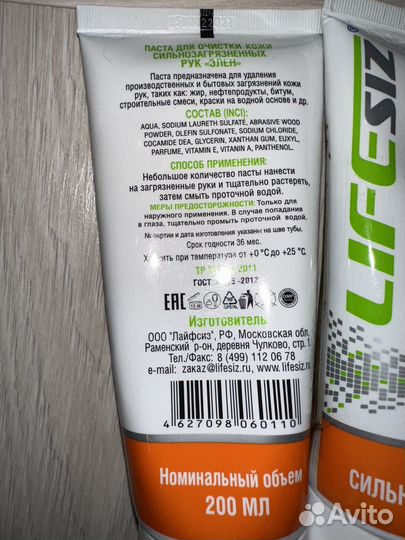 ПАСТА ДЛЯ ОЧИСТКИ КОЖИ
СИЛЬНОЗАГРЯЗНЕННЫХ
РУК «ЭЛЕН»
Паста предназначена для удаления
производственных и бытовых загрязнений кожи
рук, таких как: жир, нефтепродукты, битум,
строительные смеси, краски на водной основе и др.
СОСТАВ (INCI):
AQUA, SODIUM LAURETH SULFATE, ABRASIVE WOOD
POWDER, OLEFIN SULFONATE, SODIUM CHLORIDE,
COCAMIDE DEA, GLYCERIN, XANTHAN GUM, EUXYL,
PARFUME, VITAMIN E, VITAMIN A, PANTHENOL.
СПОСОБ ПРИМЕНЕНИЯ:
Небольшое количество пасты нанести
на загрязненные руки и тщательно растереть,
затем смыть проточной водой.
МЕРЫ ПРЕДОСТОРОЖНОСТИ: Только для
наружного применения. В случае попадания
в глаза, тщательно промыть проточной водой.
№ партии и дата изготовления указаны на шве тубы.
Срок годности 36 мес.
Хранить при температуре от +0°C до +25°C.
ГОСТ
EAC
Изготовитель
ООО "Лайфсиз", РФ, Московская обл,
Раменский р-он, деревня Чулково, стр. 1.
Тел./Факс: 8 (499) 112 06 78
e-mail: zakaz@lifesiz.ru, www.lifesiz.ru
4 627098 060110
Номинальный объем
200 МЛ
LIFESIZ
СИЛЬН
Avito